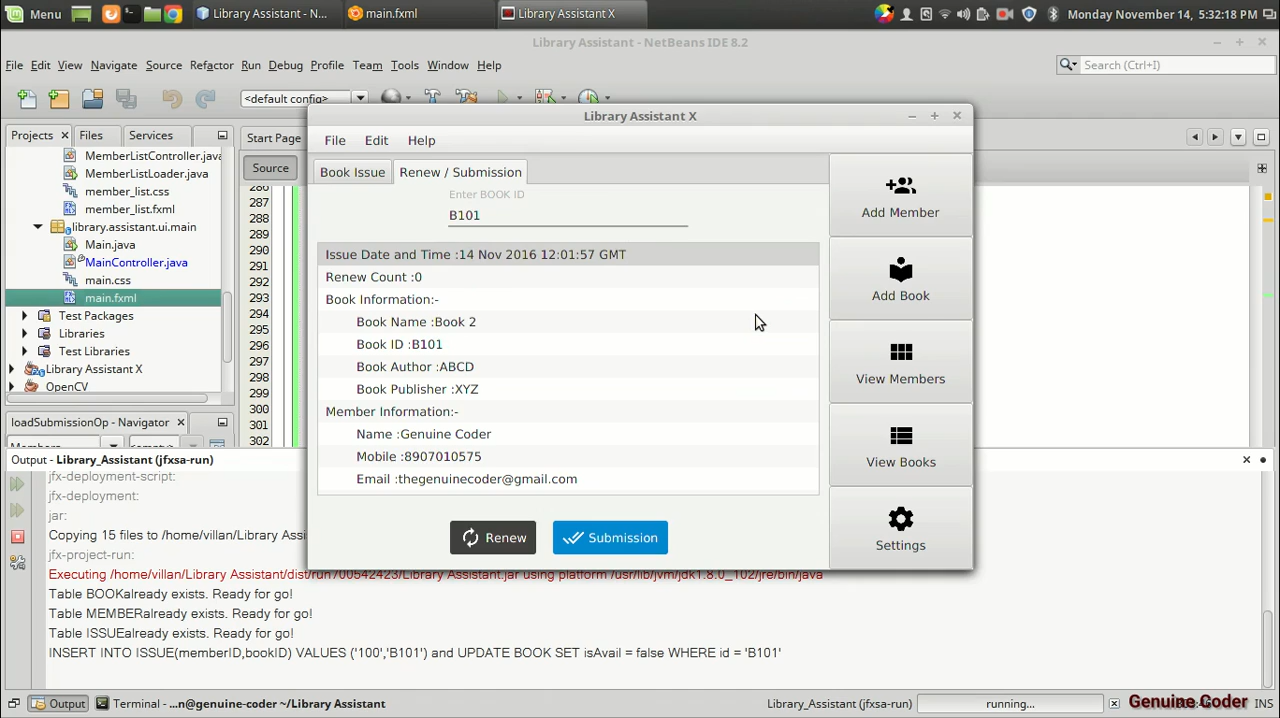 Menu
Library Assistant - N...
main.fxml
Library Assistant X
Monday November 14, 5:32:18 PM
Library Assistant - NetBeans IDE 8.2
File Edit View Navigate Source Refactor Run Debug Profile Team Tools Window Help
Search (Ctrl+I)
<default config>
Projects Files Services
Start Page
Source
MemberListController.java
MemberListLoader.java
member_list.css
member_list.fxml
library.assistant.ui.main
Main.java
MainController.java
main.css
main.fxml
Test Packages
Libraries
Test Libraries
Library Assistant X
OpenCV
286
287
288
289
290
291
292
293
294
295
296
297
298
299
300
301
302
loadSubmissionOp - Navigator
Members
Library Assistant X
File Edit Help
Book Issue Renew / Submission
Enter BOOK ID
B101
Issue Date and Time :14 Nov 2016 12:01:57 GMT
Renew Count :0
Book Information:-
Book Name :Book 2
Book ID :B101
Book Author :ABCD
Book Publisher :XYZ
Member Information:-
Name :Genuine Coder
Mobile :8907010575
Email :thegenuinecoder@gmail.com
Renew Submission
Add Member
Add Book
View Members
View Books
Settings
Output - Library_Assistant (jfxsa-run)
jfx-deployment-script:
jfx-deployment:
jar:
Copying 15 files to /home/villan/Library Assi
jfx-project-run:
Executing /home/villan/Library Assistant/dist/run700542423/Library Assistant.jar using platform /usr/lib/jvm/jdk1.8.0_102/jre/bin/java
Table BOOKalready exists. Ready for go!
Table MEMBERalready exists. Ready for go!
Table ISSUEalready exists. Ready for go!
INSERT INTO ISSUE(memberID,bookID) VALUES ('100','B101') and UPDATE BOOK SET isAvail = false WHERE id = 'B101'
Output
Terminal - ...n@genuine-coder ~/Library Assistant
Library_Assistant (jfxsa-run)
running...
Genuine Coder
INS